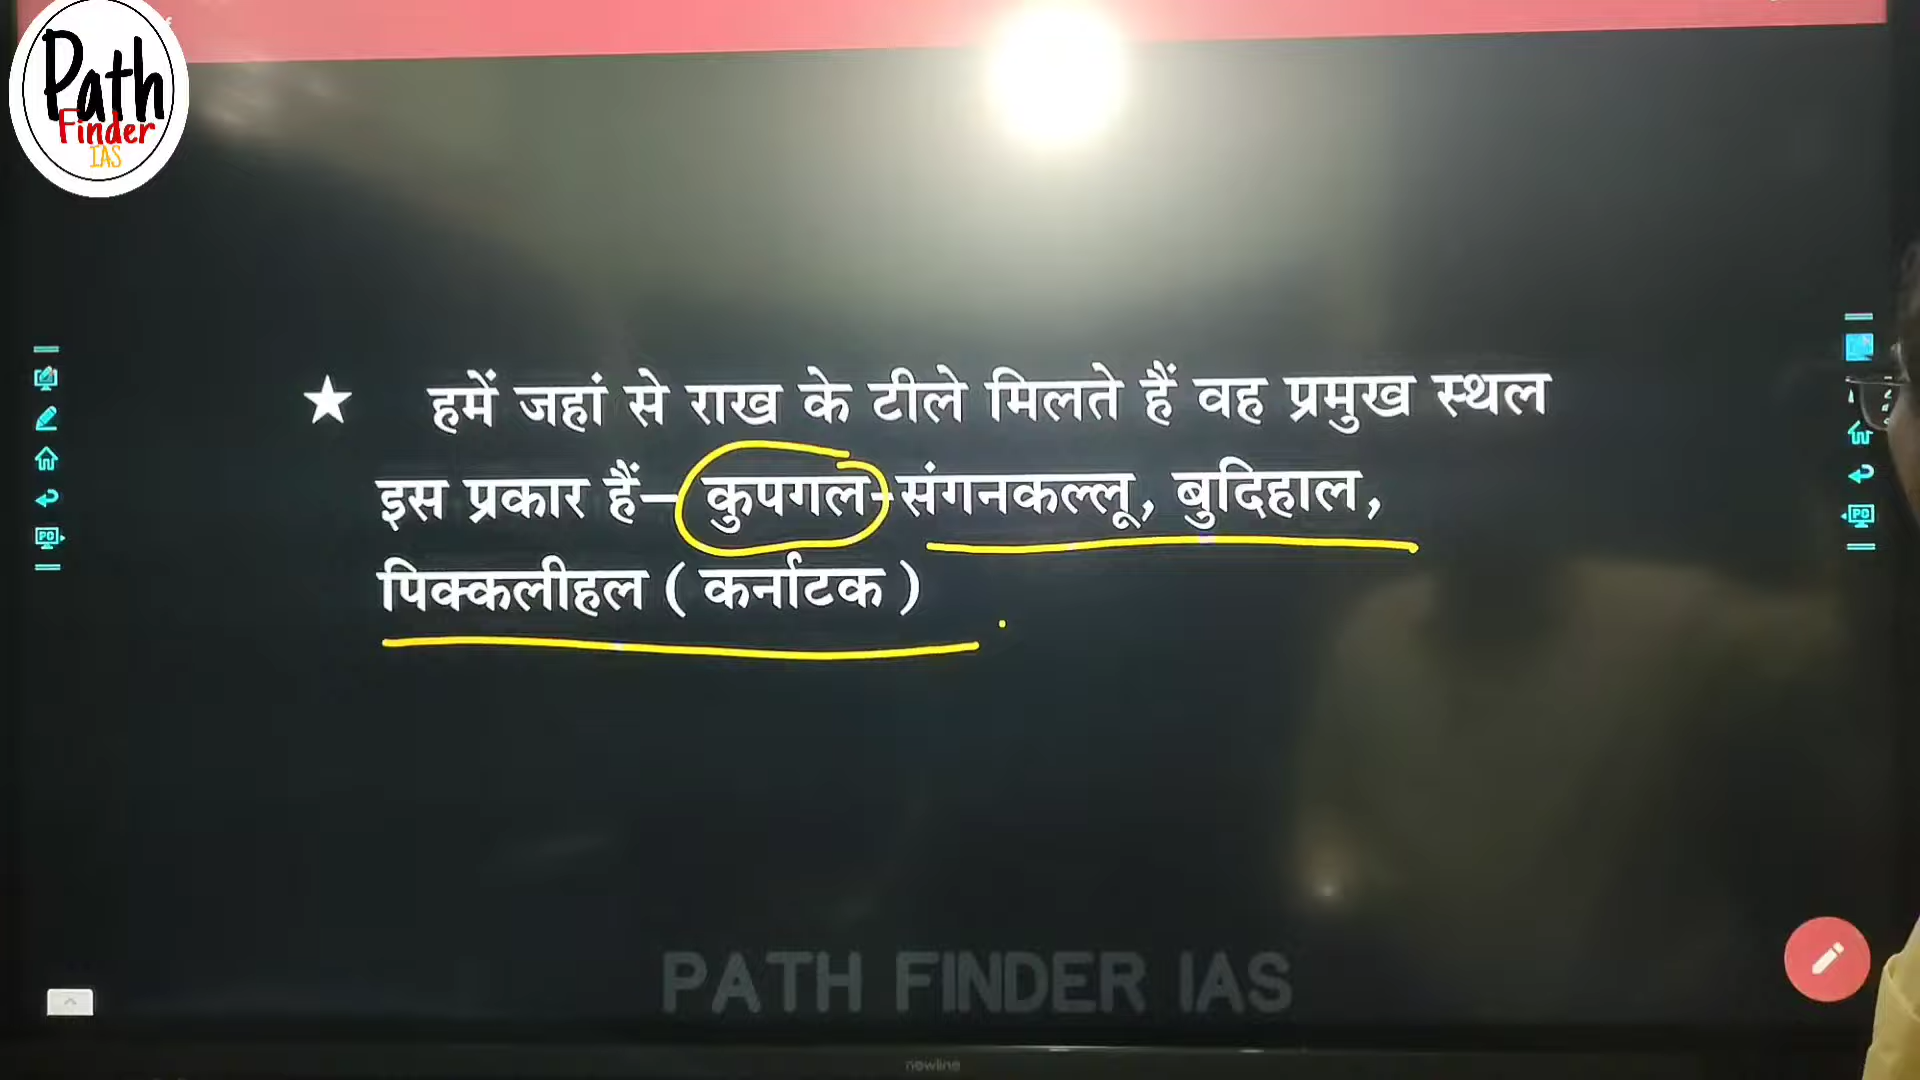 Path
Finder
IAS
★ हमें जहां से राख के टीले मिलते हैं वह प्रमुख स्थल
इस प्रकार हैं– कुपगल-संगनकल्लू, बुदिहाल,
पिक्कलीहल ( कर्नाटक )
PATH FINDER IAS
newline